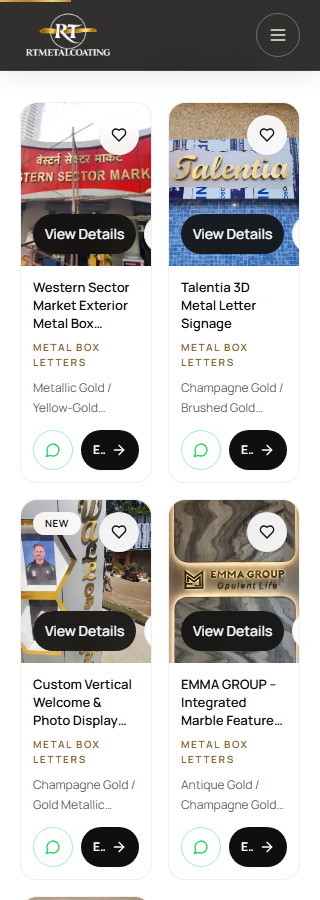 RT
RTMETALCOATING
वेस्टर्न सेक्टर मार्केट
STERN SECTOR MARK
View Details
Talentia
View Details
Western Sector
Market Exterior
Metal Box...
METAL BOX
LETTERS
Metallic Gold /
Yellow-Gold...
E..
Talentia 3D
Metal Letter
Signage
METAL BOX
LETTERS
Champagne Gold /
Brushed Gold...
E..
NEW
View Details
EMMA GROUP
Opulent Life
View Details
Custom Vertical
Welcome &
Photo Display...
METAL BOX
LETTERS
Champagne Gold /
Gold Metallic...
E..
EMMA GROUP –
Integrated
Marble Feature...
METAL BOX
LETTERS
Antique Gold /
Champagne Gold...
E..